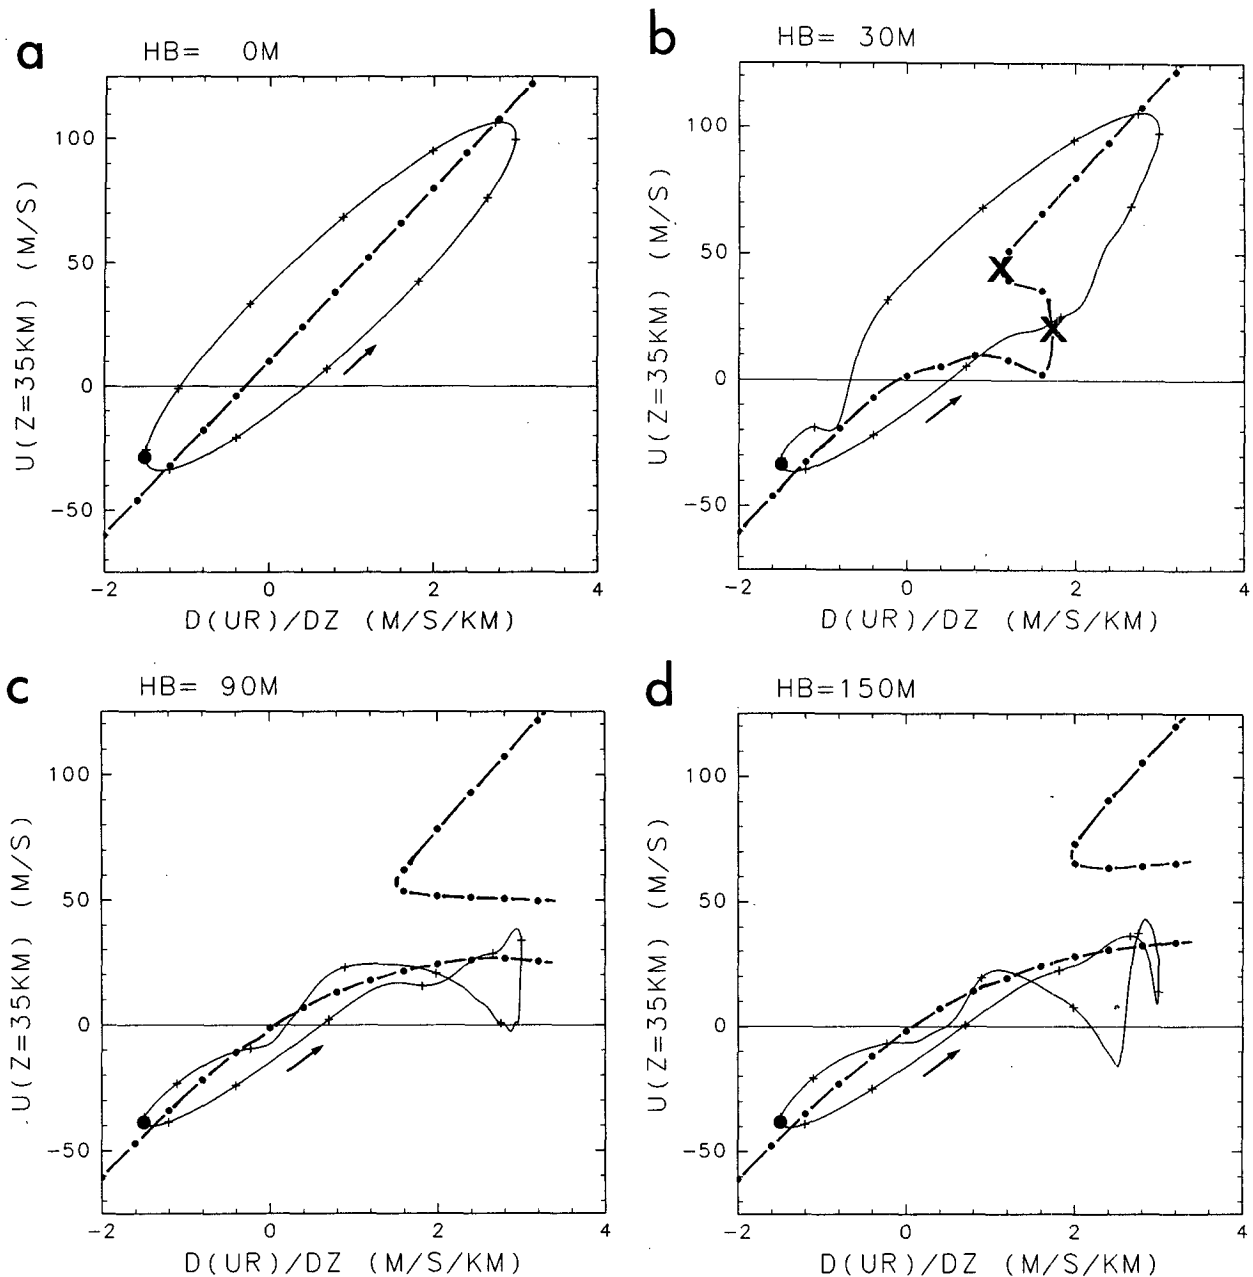 a
HB= 0M
100
50
0
-50
U(Z=35KM) (M/S)
-2
0
2
4
D(UR)/DZ (M/S/KM)
b
HB= 30M
X
X
100
50
0
-50
U(Z=35KM) (M/S)
-2
0
2
4
D(UR)/DZ (M/S/KM)
c
HB= 90M
100
50
0
-50
U(Z=35KM) (M/S)
-2
0
2
4
D(UR)/DZ (M/S/KM)
d
HB=150M
100
50
0
-50
U(Z=35KM) (M/S)
-2
0
2
4
D(UR)/DZ (M/S/KM)